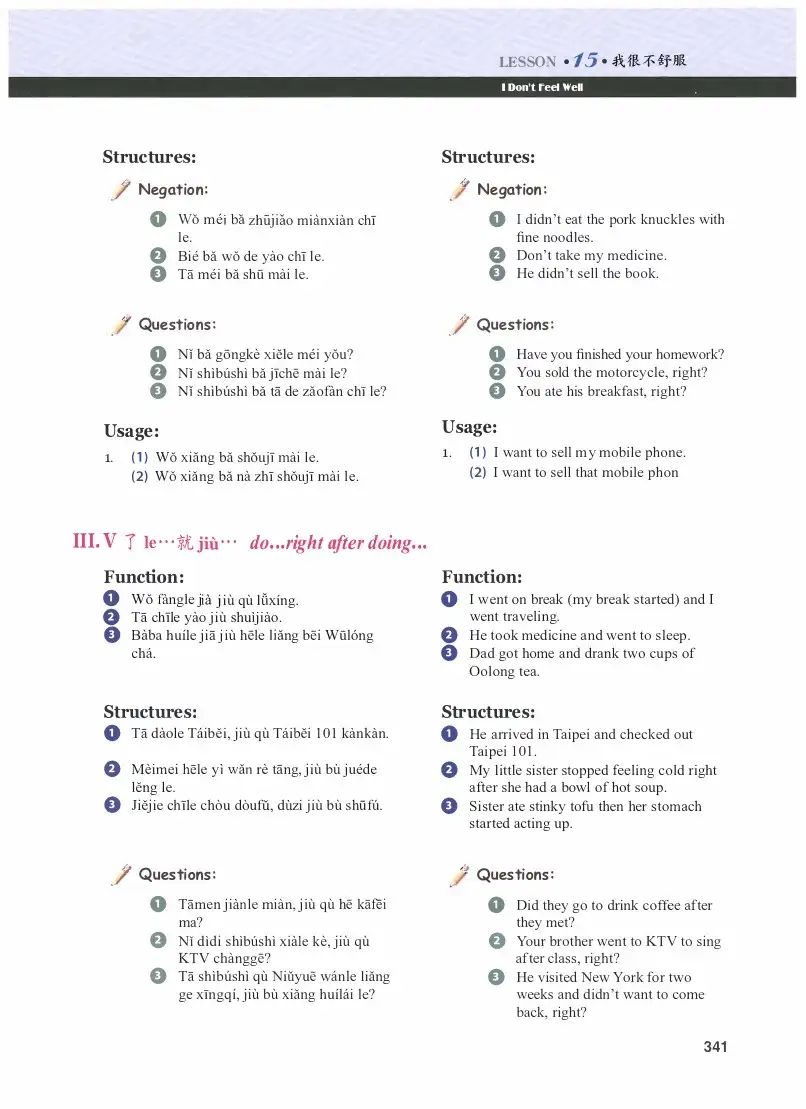 LESSON • 15 • 我很不舒服
I Don't Feel Well
Structures:
Negation:
1 Wǒ méi bǎ zhūjiǎo miànxiàn chī
le.
2 Bié bǎ wǒ de yào chī le.
3 Tā méi bǎ shū mài le.
Questions:
1 Nǐ bǎ gōngkè xiěle méi yǒu?
2 Nǐ shìbúshì bǎ jīchē mài le?
3 Nǐ shìbúshì bǎ tā de zǎofàn chī le?
Usage:
1. (1) Wǒ xiǎng bǎ shǒujī mài le.
(2) Wǒ xiǎng bǎ nà zhī shǒujī mài le.
Structures:
Negation:
1 I didn't eat the pork knuckles with
fine noodles.
2 Don't take my medicine.
3 He didn't sell the book.
Questions:
1 Have you finished your homework?
2 You sold the motorcycle, right?
3 You ate his breakfast, right?
Usage:
1. (1) I want to sell my mobile phone.
(2) I want to sell that mobile phon
III. V 了 le⋯就 jiù⋯ do...right after doing...
Function:
1 Wǒ fàngle jià jiù qù lǚxíng.
2 Tā chīle yào jiù shuìjiào.
3 Bàba huíle jiā jiù hēle liǎng bēi Wūlóng
chá.
Structures:
1 Tā dàole Táiběi, jiù qù Táiběi 101 kànkàn.
2 Mèimei hēle yì wǎn rè tāng, jiù bù juéde
lěng le.
3 Jiějie chīle chòu dòufǔ, dùzi jiù bù shūfú.
Questions:
1 Tāmen jiànle miàn, jiù qù hē kāfēi
ma?
2 Nǐ dìdi shìbúshì xiàle kè, jiù qù
KTV chànggē?
3 Tā shìbúshì qù Niǔyuē wánle liǎng
ge xīngqí, jiù bù xiǎng huílái le?
Function:
1 I went on break (my break started) and I
went traveling.
2 He took medicine and went to sleep.
3 Dad got home and drank two cups of
Oolong tea.
Structures:
1 He arrived in Taipei and checked out
Taipei 101.
2 My little sister stopped feeling cold right
after she had a bowl of hot soup.
3 Sister ate stinky tofu then her stomach
started acting up.
Questions:
1 Did they go to drink coffee after
they met?
2 Your brother went to KTV to sing
after class, right?
3 He visited New York for two
weeks and didn't want to come
back, right?
341